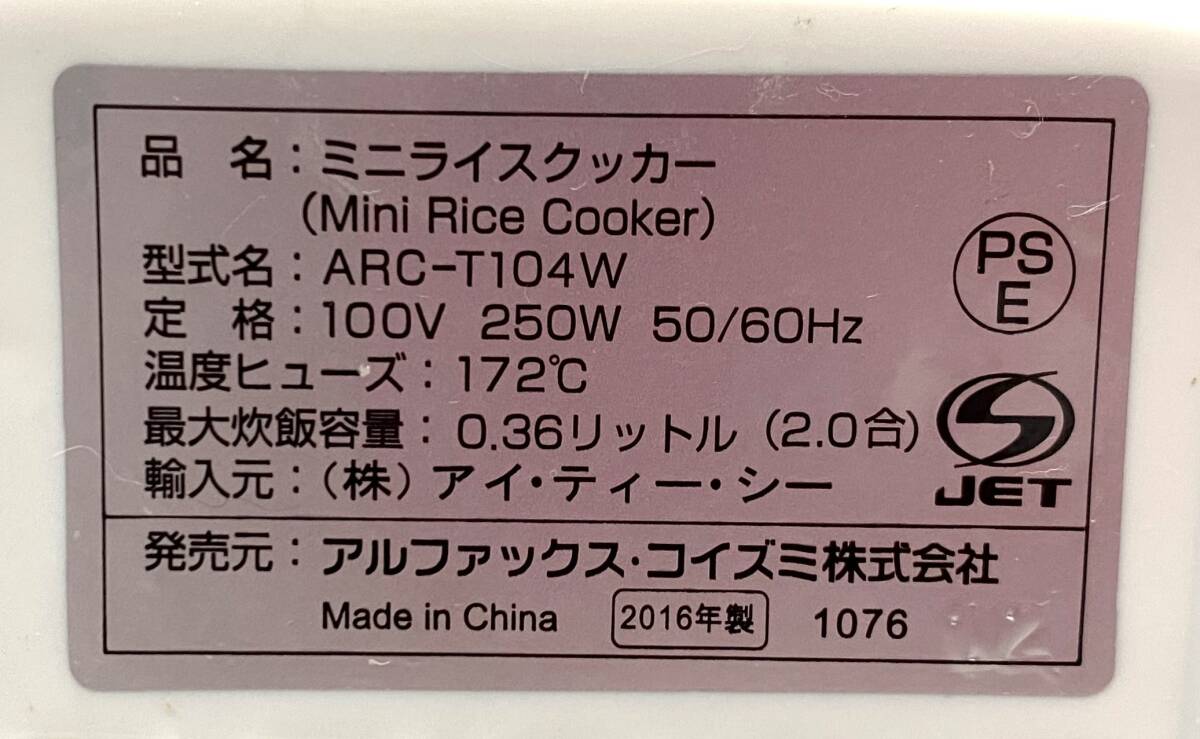 品 名：ミニライスクッカー
(Mini Rice Cooker)
型式名：ARC-T104W
定 格：100V 250W 50/60Hz
温度ヒューズ：172℃
最大炊飯容量：0.36リットル (2.0合)
輸入元：(株) アイ・ティー・シー
PS
E
JET
発売元：アルファックス・コイズミ株式会社
Made in China 2016年製 1076